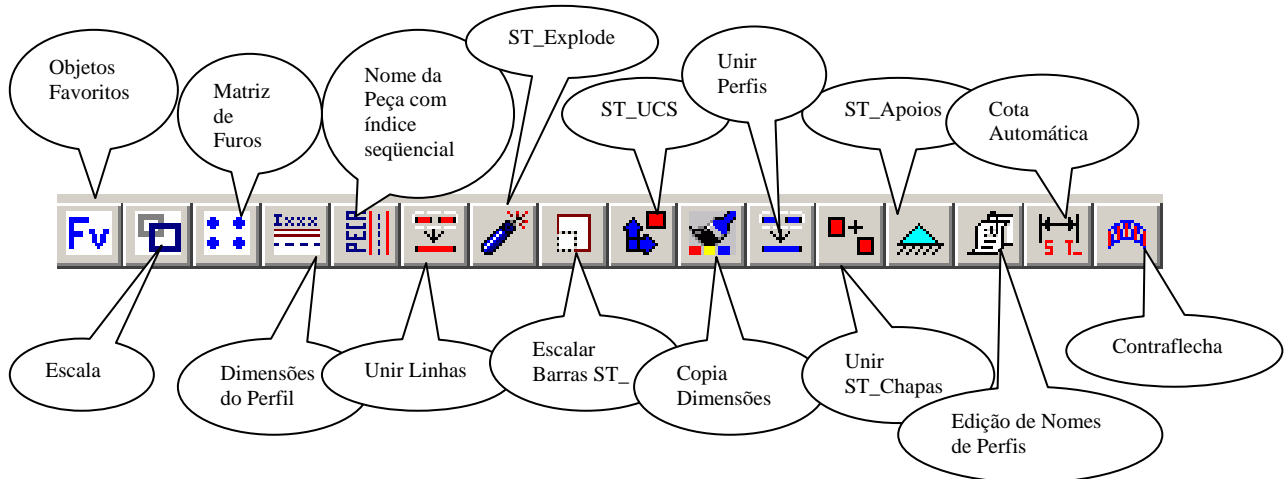 Objetos
Favoritos
Matriz
de
Furos
Nome da
Peça com
índice
seqüencial
ST_Explode
ST_UCS
Unir
Perfis
ST_Apoios
Cota
Automática
Fv
Ixxx
PECA
ST_
Escala
Dimensões
do Perfil
Unir Linhas
Escalar
Barras ST_
Copia
Dimensões
Unir
ST_Chapas
Edição de Nomes
de Perfis
Contraflecha